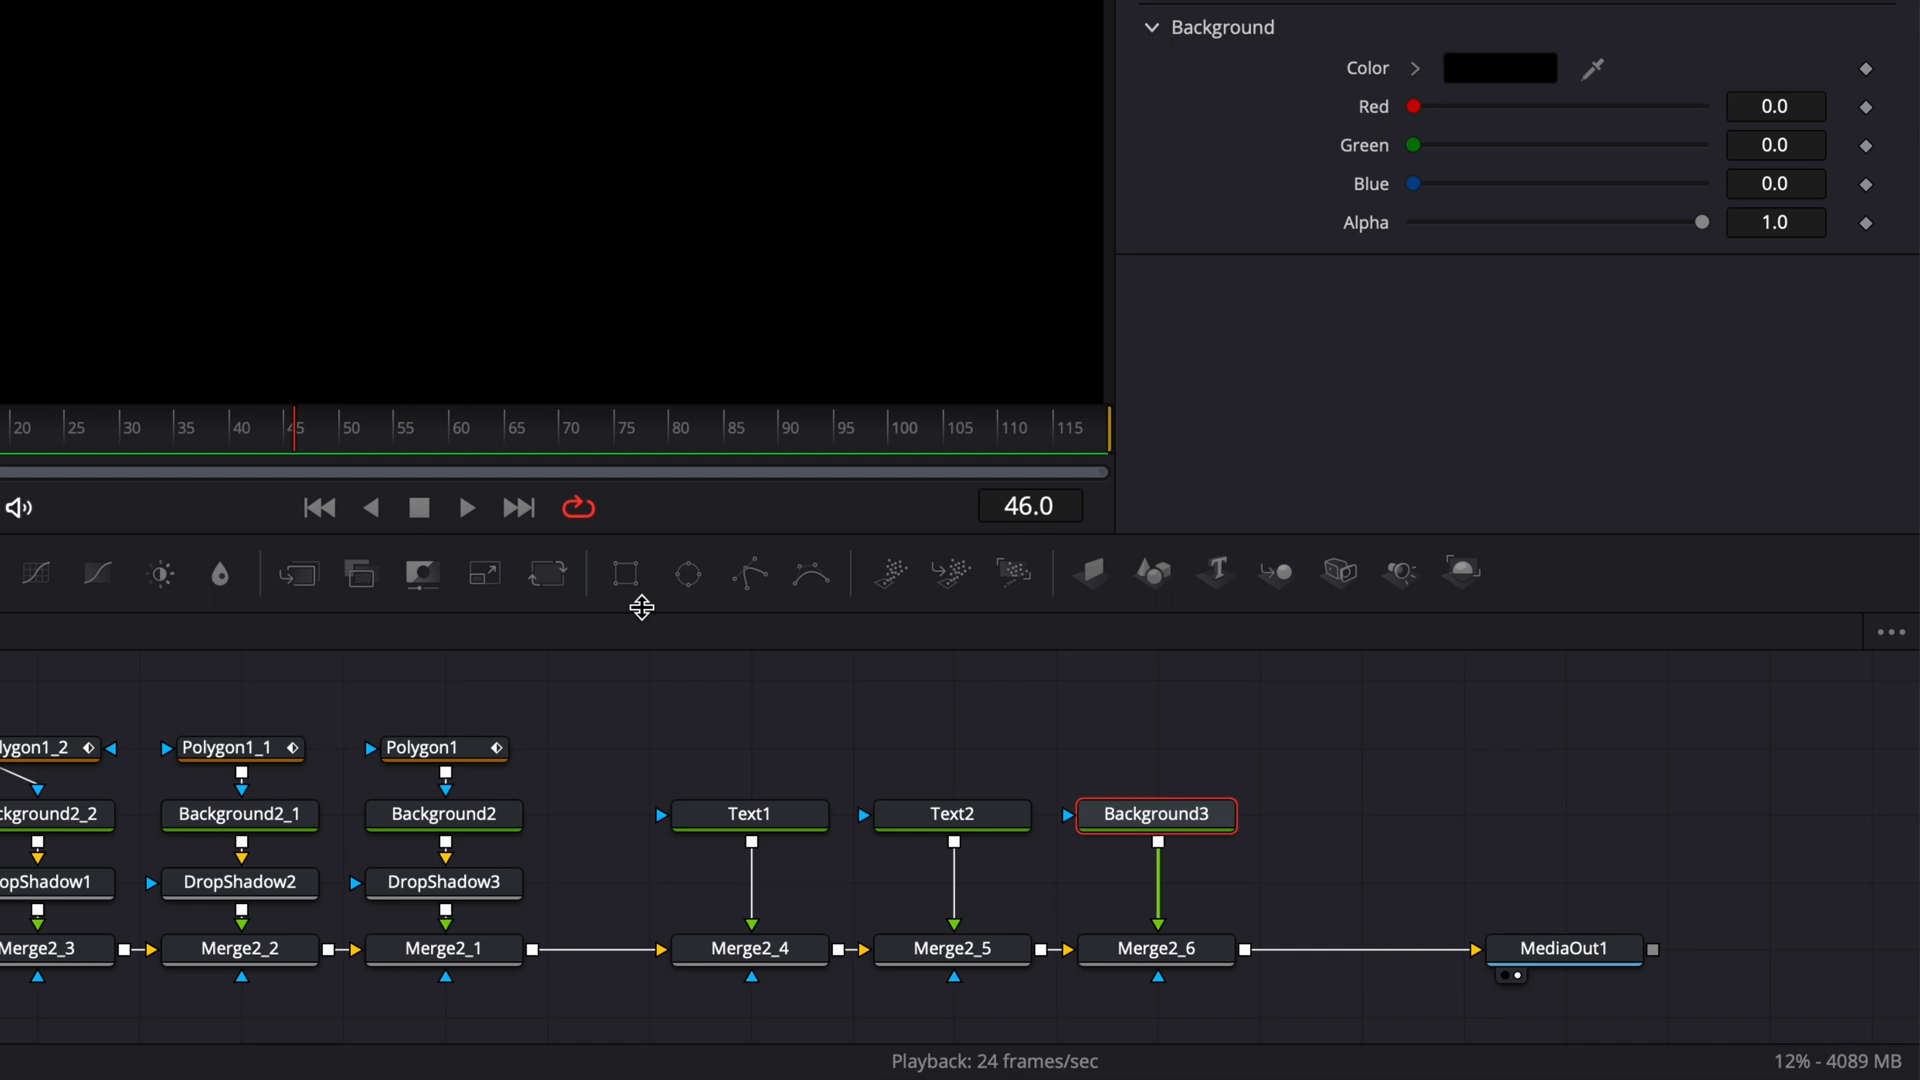 Background
Color
Red 0.0
Green 0.0
Blue 0.0
Alpha 1.0
20 25 30 35 40 45 50 55 60 65 70 75 80 85 90 95 100 105 110 115
46.0
lygon1_2 Polygon1_1 Polygon1
kground2_2 Background2_1 Background2 Text1 Text2 Background3
opShadow1 DropShadow2 DropShadow3
Merge2_3 Merge2_2 Merge2_1 Merge2_4 Merge2_5 Merge2_6 MediaOut1
Playback: 24 frames/sec 12% - 4089 MB